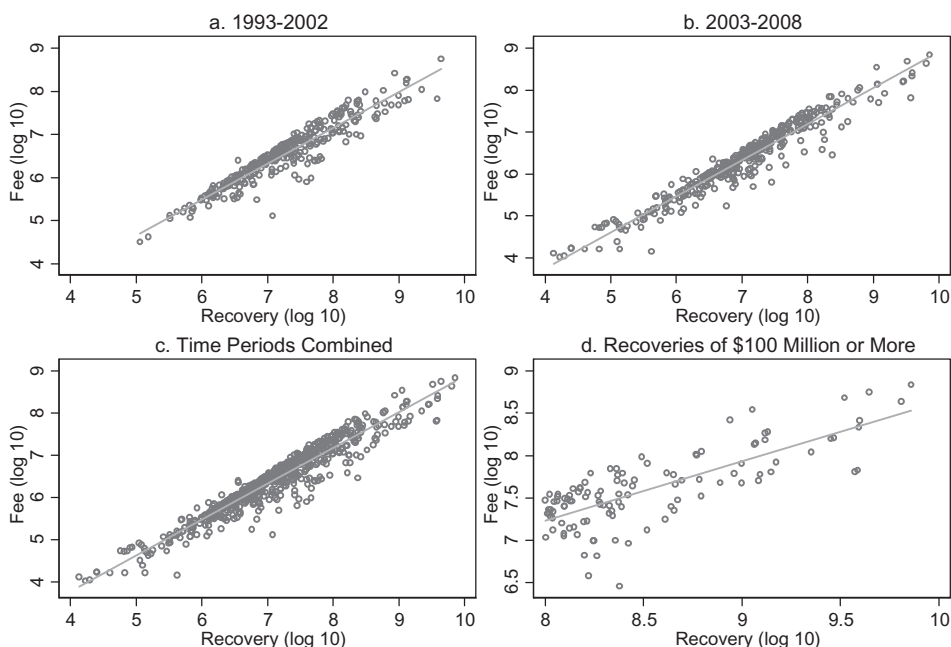 a. 1993-2002
b. 2003-2008
Fee (log 10)
4 5 6 7 8 9
4 5 6 7 8 9 10
Recovery (log 10)
Fee (log 10)
4 5 6 7 8 9
4 5 6 7 8 9 10
Recovery (log 10)
c. Time Periods Combined
d. Recoveries of $100 Million or More
Fee (log 10)
4 5 6 7 8 9
4 5 6 7 8 9 10
Recovery (log 10)
Fee (log 10)
6.5 7 7.5 8 8.5 9
8 8.5 9 9.5 10
Recovery (log 10)